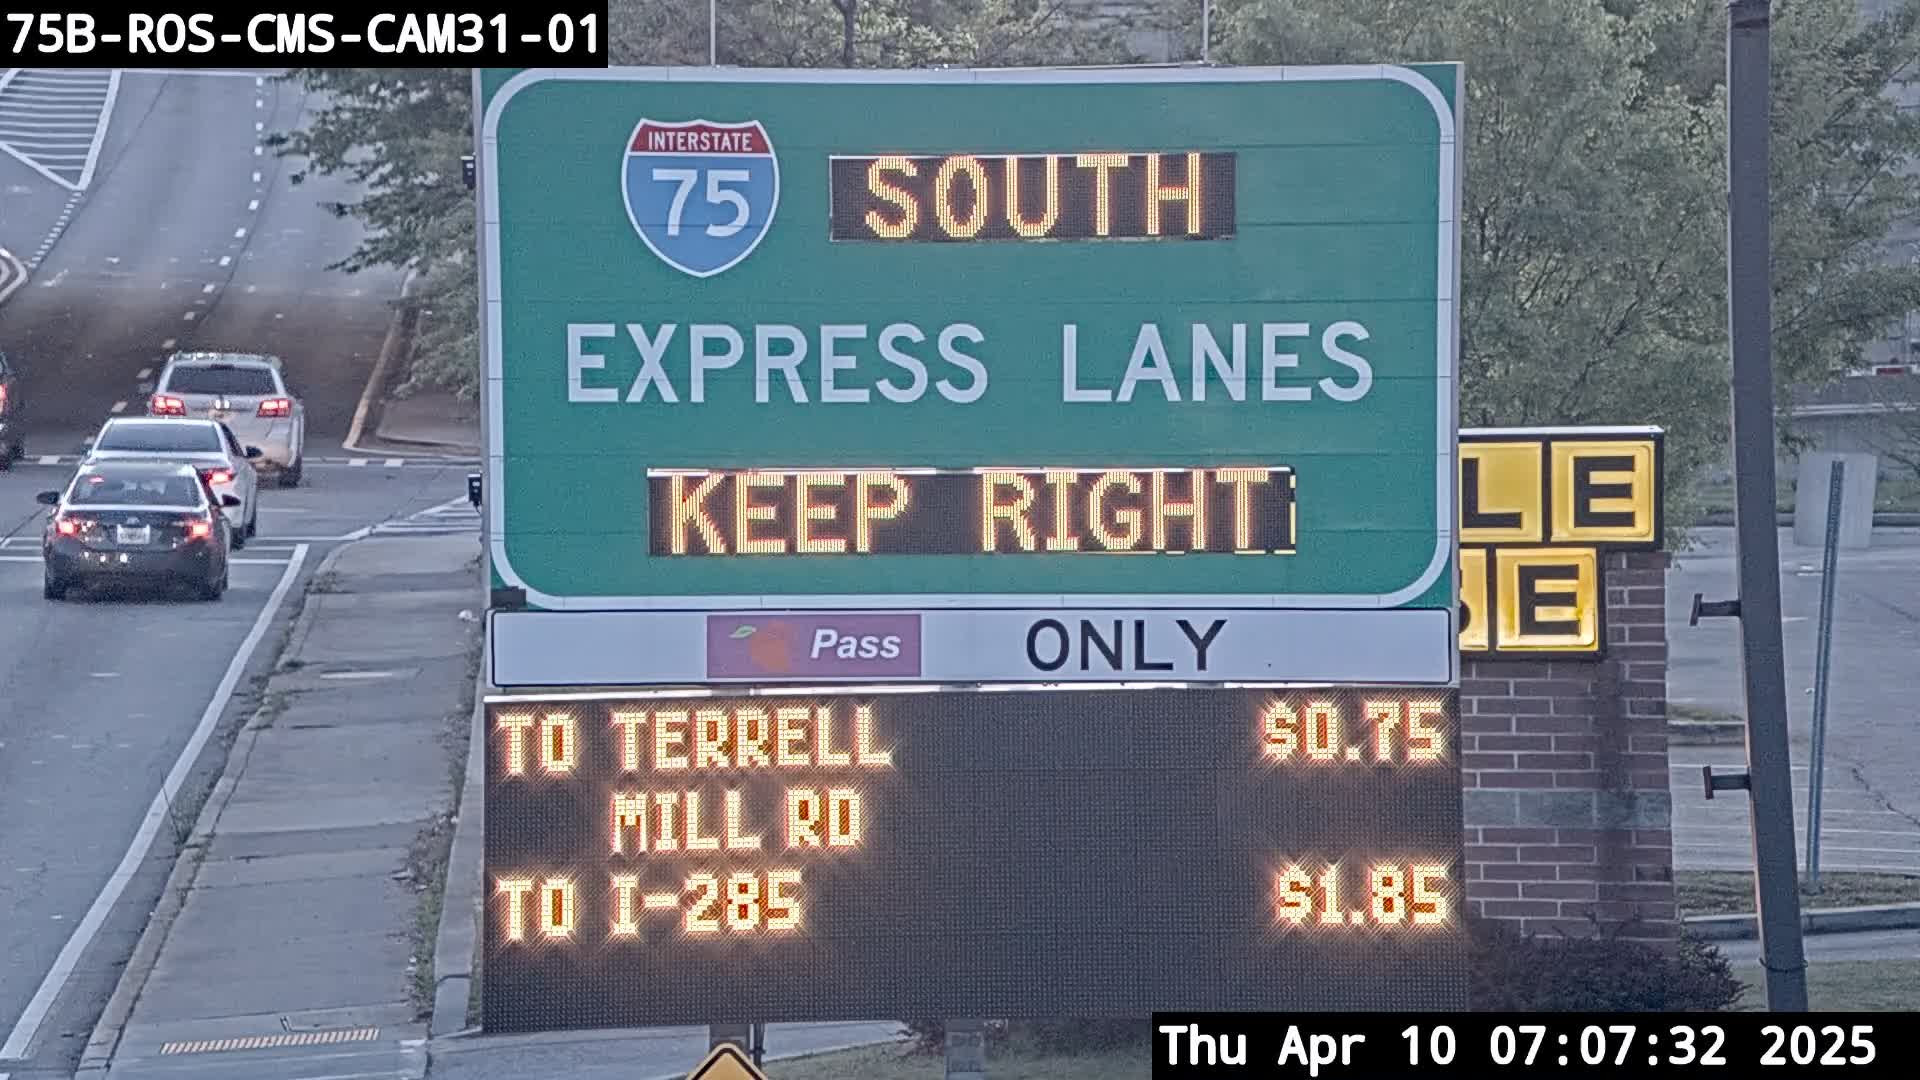 75B-ROS-CMS-CAM31-01
INTERSTATE
75
SOUTH
EXPRESS LANES
KEEP RIGHT
Pass ONLY
LE
E
TO TERRELL $0.75
MILL RD
TO I-285 $1.85
Thu Apr 10 07:07:32 2025